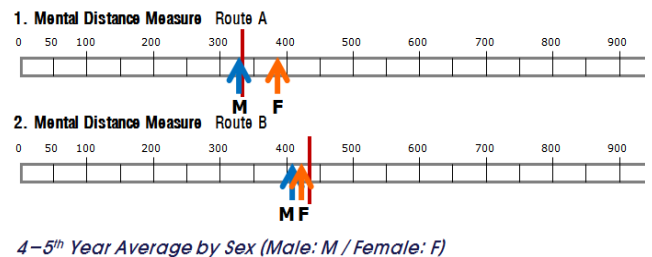 1. Mental Distance Measure Route A
0 50 100 200 300 400 500 600 700 800 900
M F
2. Mental Distance Measure Route B
0 50 100 200 300 400 500 600 700 800 900
M F
4-5th Year Average by Sex (Male: M / Female: F)